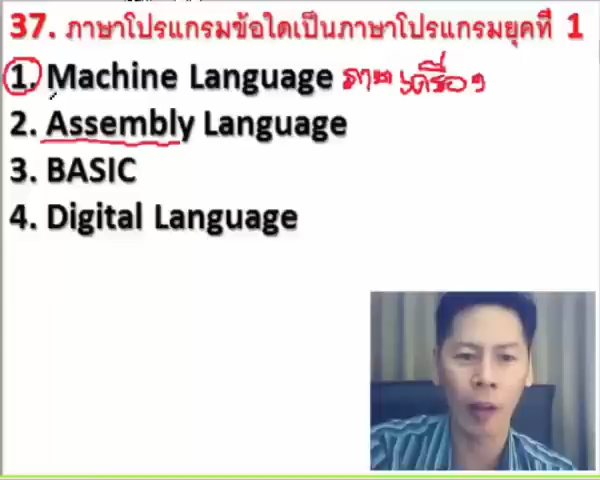 37. ภาษาโปรแกรมข้อใดเป็นภาษาโปรแกรมยุคที่ 1
1. Machine Language ภาษาเครื่อง
2. Assembly Language
3. BASIC
4. Digital Language